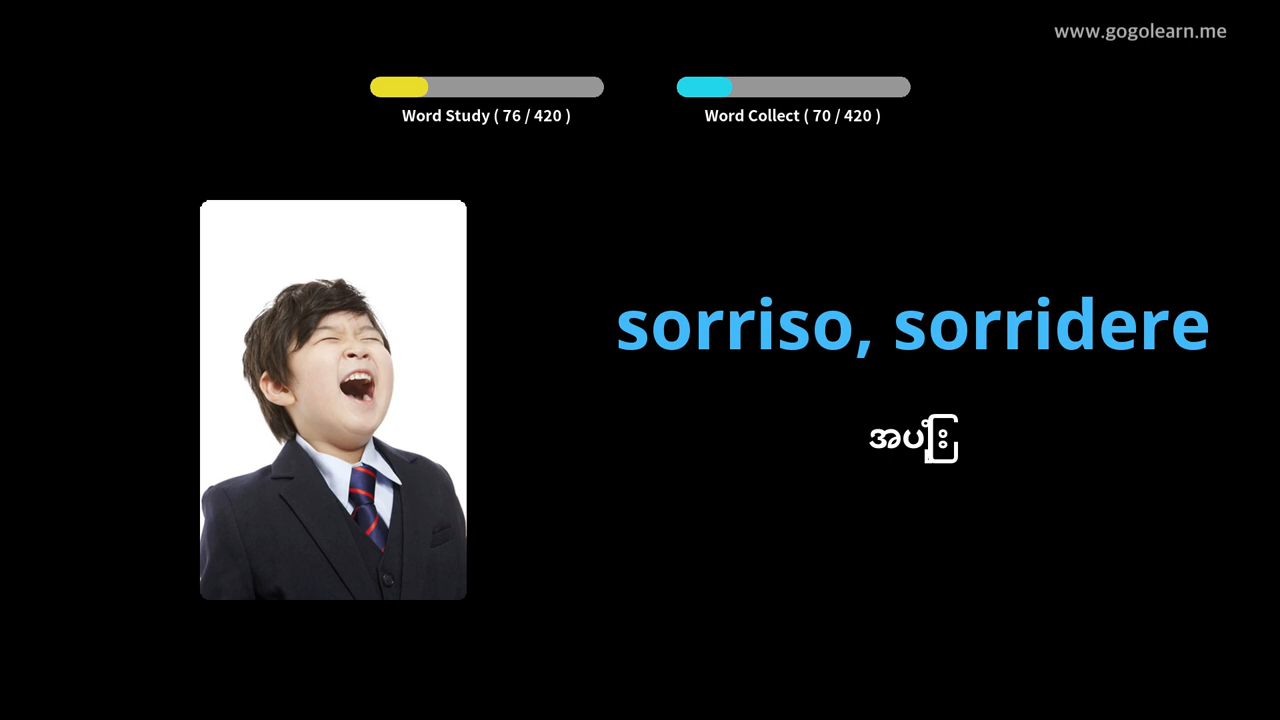 www.gogolearn.me
Word Study ( 76 / 420 )
Word Collect ( 70 / 420 )
sorriso, sorridere
အပြုံး